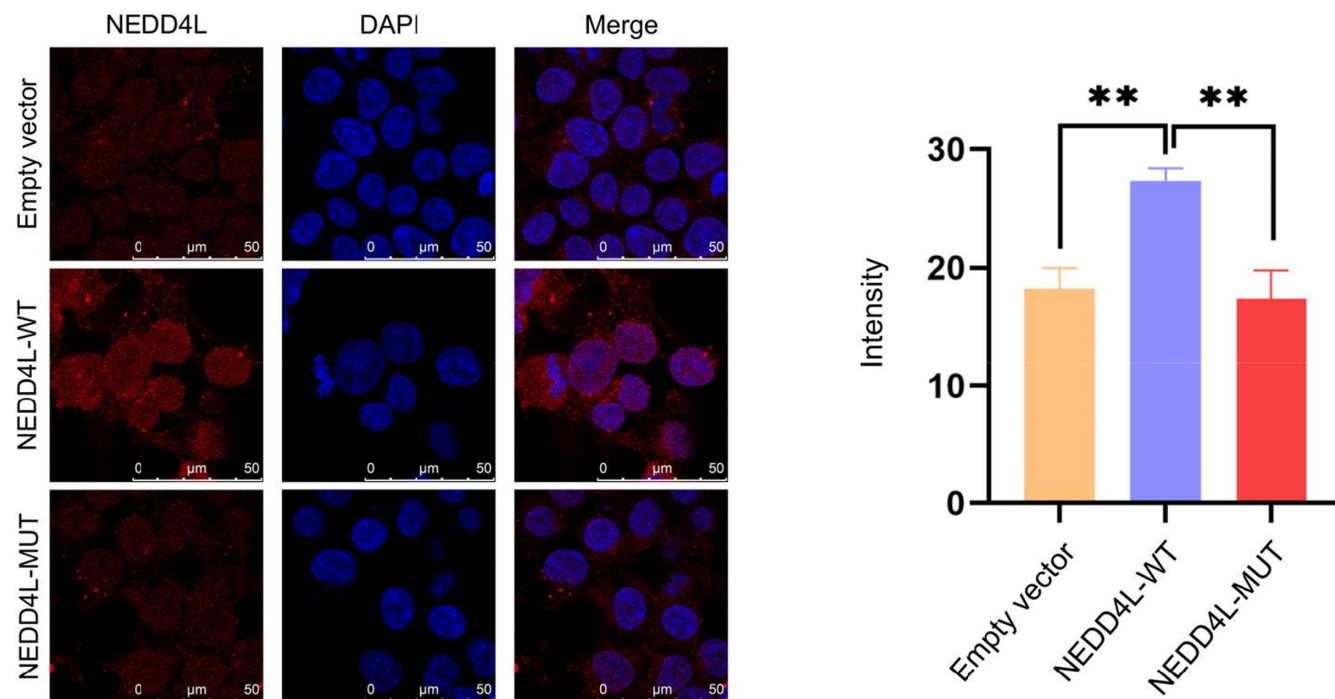 NEDD4L DAPI Merge
Empty vector
0 µm 50 0 µm 50 0 µm 50
NEDD4L-WT
0 µm 50 0 µm 50 0 µm 50
NEDD4L-MUT
0 µm 50 0 µm 50 0 µm 50
** **
Intensity
30
20
10
0
Empty vector
NEDD4L-WT
NEDD4L-MUT